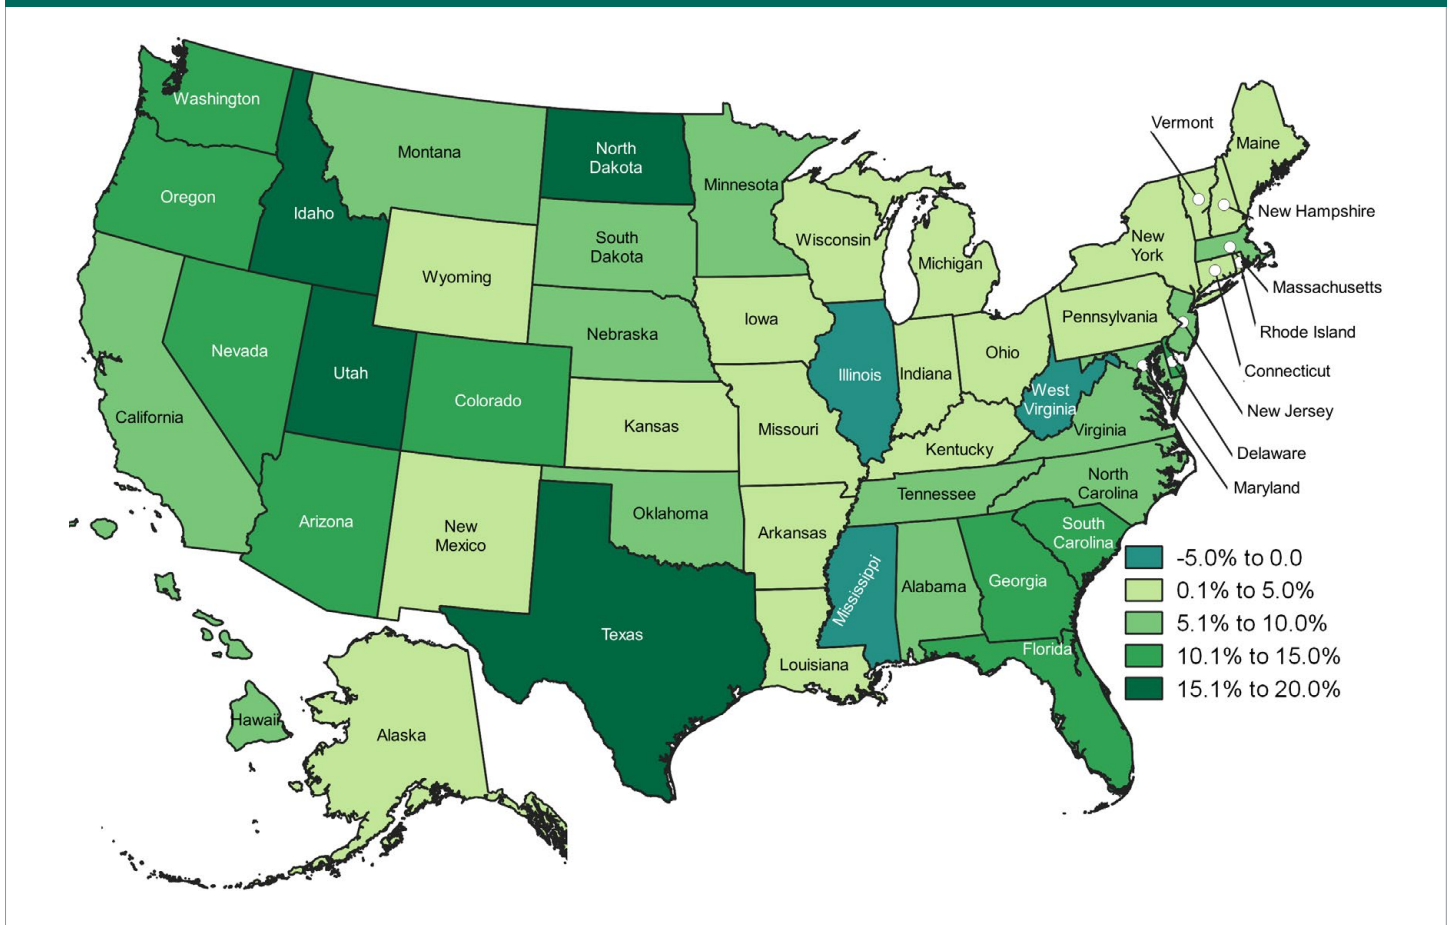 Washington
Oregon
Idaho
Montana
North
Dakota
Minnesota
Wyoming
South
Dakota
Wisconsin
Michigan
Vermont
Maine
New Hampshire
New
York
Massachusetts
Rhode Island
Connecticut
New Jersey
Delaware
Maryland
Pennsylvania
Nevada
Utah
California
Colorado
Nebraska
Iowa
Illinois
Indiana
Ohio
West
Virginia
Virginia
Kansas
Missouri
Kentucky
North
Carolina
Tennessee
Arizona
New
Mexico
Oklahoma
Arkansas
South
Carolina
Texas
Louisiana
Mississippi
Alabama
Georgia
Florida
Hawaii
Alaska
-5.0% to 0.0
0.1% to 5.0%
5.1% to 10.0%
10.1% to 15.0%
15.1% to 20.0%